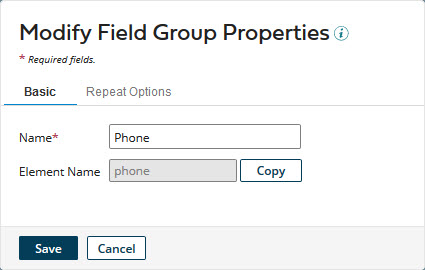 Modify Field Group Properties
* Required fields.
Basic Repeat Options
Name* Phone
Element Name phone Copy
Save Cancel